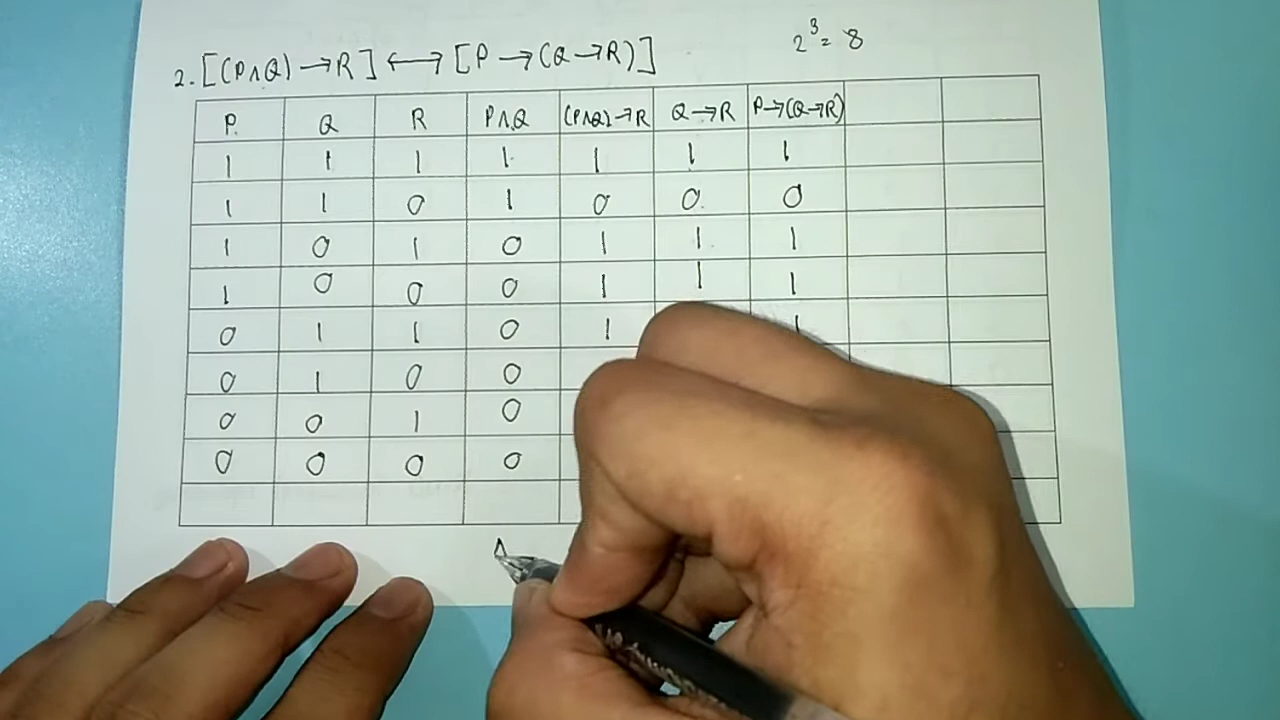 2³ = 8
2. [(P∧Q) → R] ⟷ [P → (Q → R)]
P Q R P∧Q (P∧Q) → R Q → R P → (Q → R)
1 1 1 1 1 1 1
1 1 0 1 0 0 0
1 0 1 0 1 1 1
1 0 0 0 1 1 1
0 1 1 0 1 1
0 1 0 0
0 0 1 0
0 0 0 0